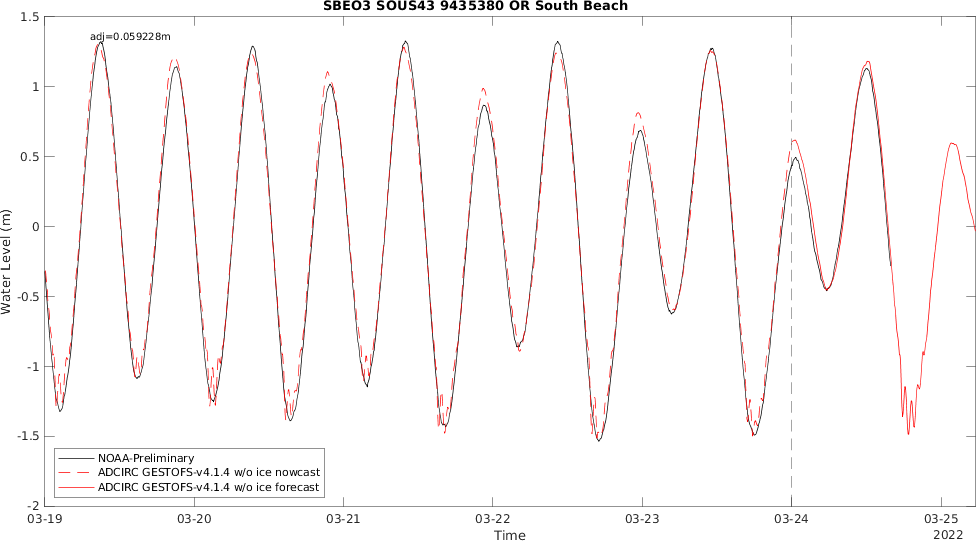 SBEO3 SOUS43 9435380 OR South Beach
adj=0.059228m
1.5
1
0.5
0
-0.5
-1
-1.5
-2
Water Level (m)
NOAA-Preliminary
ADCIRC GESTOFS-v4.1.4 w/o ice nowcast
ADCIRC GESTOFS-v4.1.4 w/o ice forecast
03-19 03-20 03-21 03-22 03-23 03-24 03-25
Time
2022